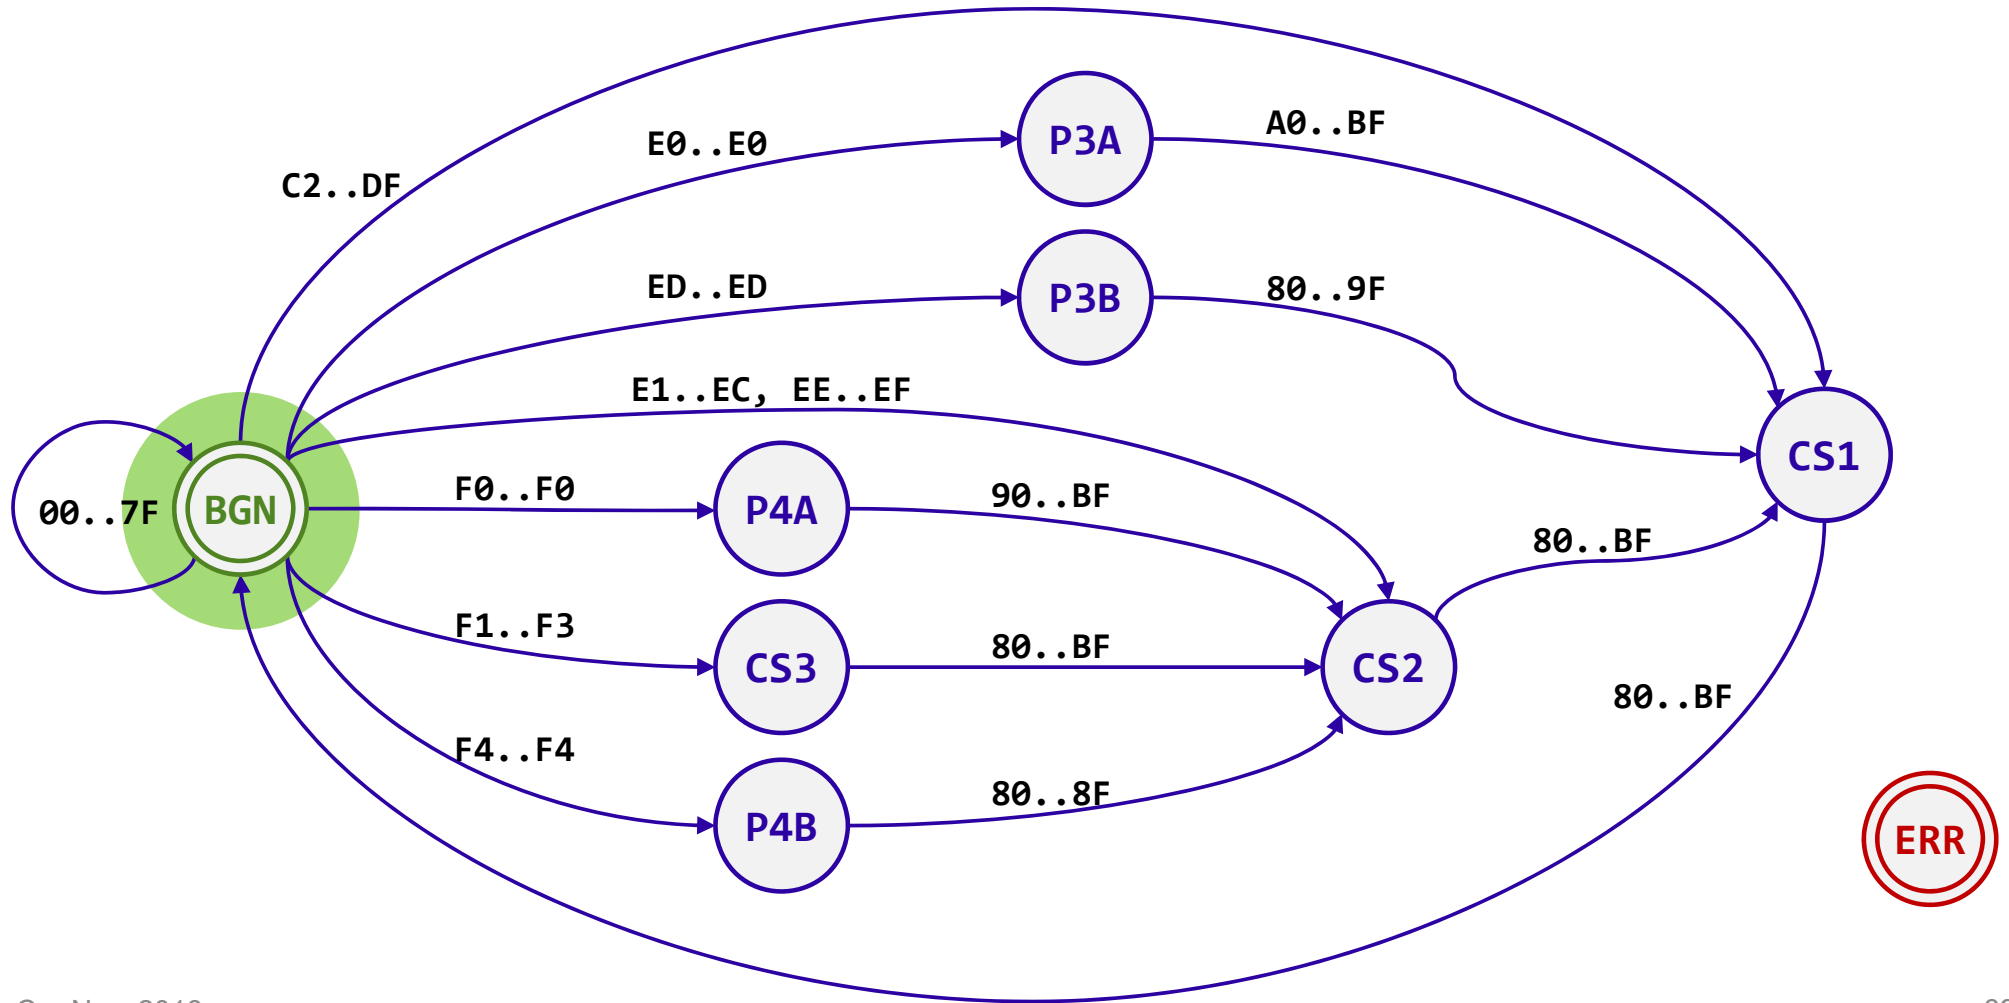 C2..DF
E0..E0
P3A
A0..BF
ED..ED
P3B
80..9F
E1..EC, EE..EF
00..7F
BGN
F0..F0
P4A
90..BF
CS1
80..BF
F1..F3
CS3
80..BF
CS2
80..BF
F4..F4
P4B
80..8F
ERR